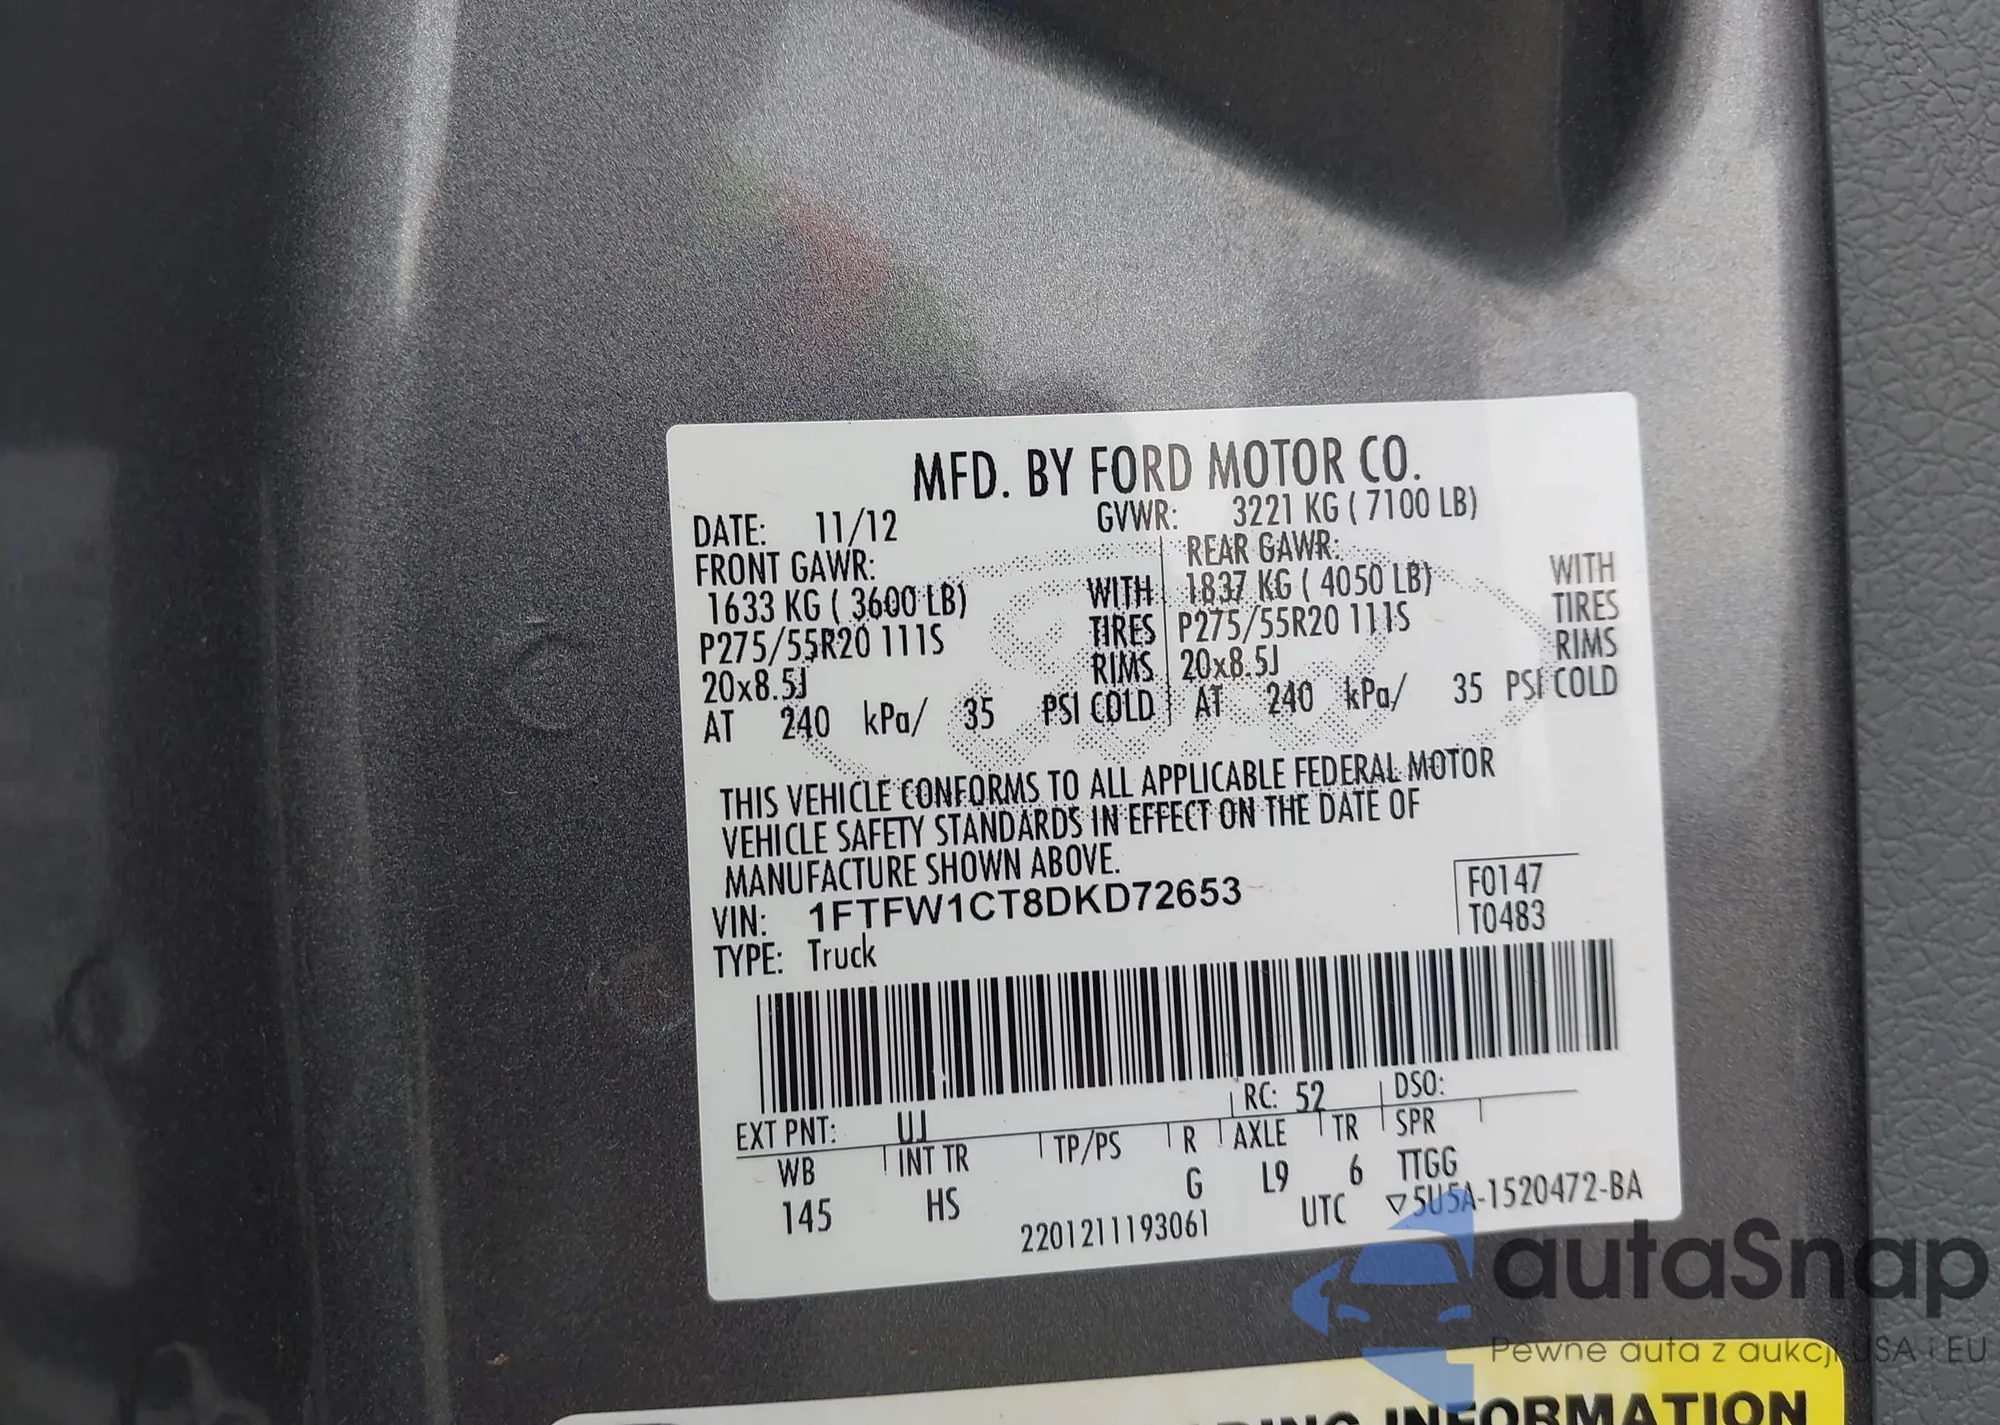 MFD. BY FORD MOTOR CO.
DATE: 11/12 GVWR: 3221 KG ( 7100 LB)
FRONT GAWR: REAR GAWR:
1633 KG ( 3600 LB) WITH 1837 KG ( 4050 LB) WITH
P275/55R20 111S TIRES P275/55R20 111S TIRES
20x8.5J RIMS 20x8.5J RIMS
AT 240 kPa/ 35 PSI COLD AT 240 kPa/ 35 PSI COLD
THIS VEHICLE CONFORMS TO ALL APPLICABLE FEDERAL MOTOR
VEHICLE SAFETY STANDARDS IN EFFECT ON THE DATE OF
MANUFACTURE SHOWN ABOVE.
VIN: 1FTFW1CT8DKD72653
F0147
T0483
TYPE: Truck
EXT PNT: UJ RC: 52 DSO:
WB INT TR TP/PS R AXLE TR SPR
145 HS G L9 6 TTGG
2201211193061 UTC ▽5U5A-1520472-BA
autaSnap
Pewne auta z aukcji USA i EU
INFORMATION